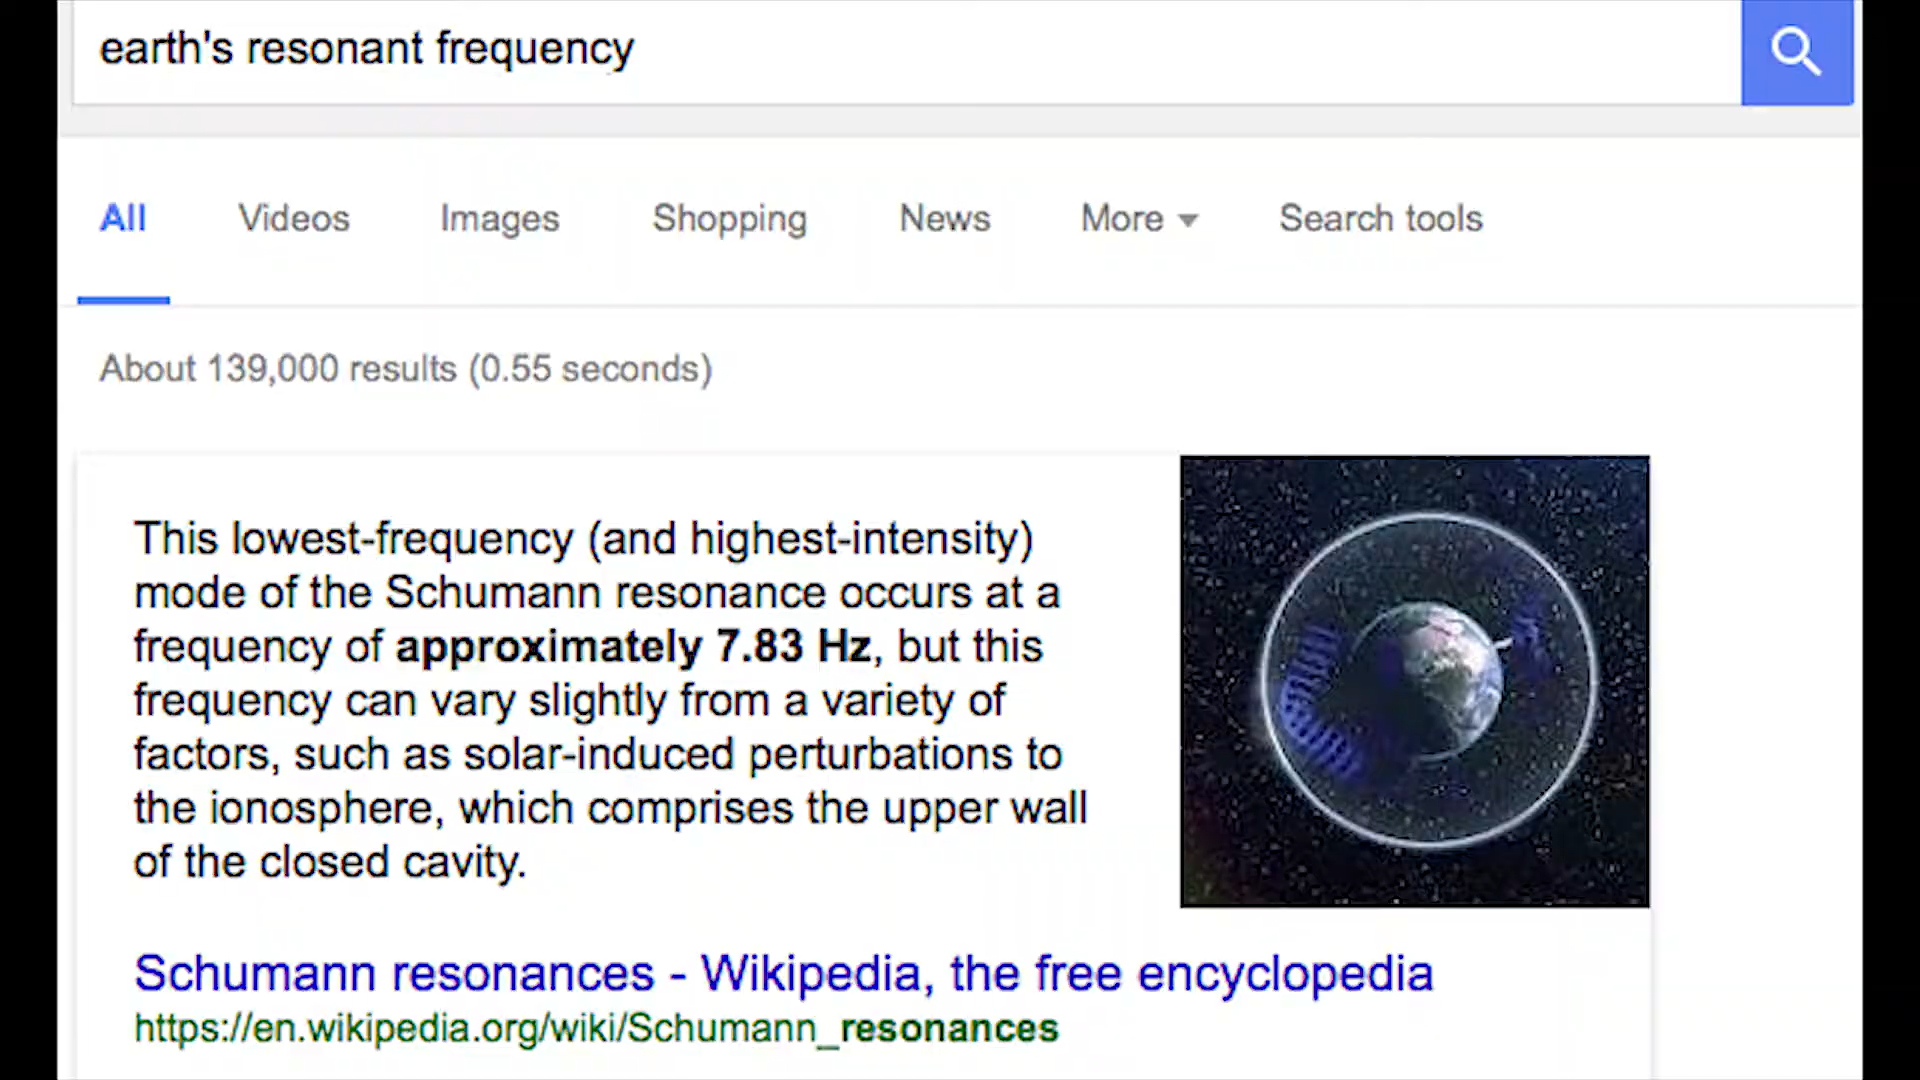 earth's resonant frequency
All Videos Images Shopping News More Search tools
About 139,000 results (0.55 seconds)
This lowest-frequency (and highest-intensity)
mode of the Schumann resonance occurs at a
frequency of approximately 7.83 Hz, but this
frequency can vary slightly from a variety of
factors, such as solar-induced perturbations to
the ionosphere, which comprises the upper wall
of the closed cavity.
Schumann resonances - Wikipedia, the free encyclopedia
https://en.wikipedia.org/wiki/Schumann_resonances